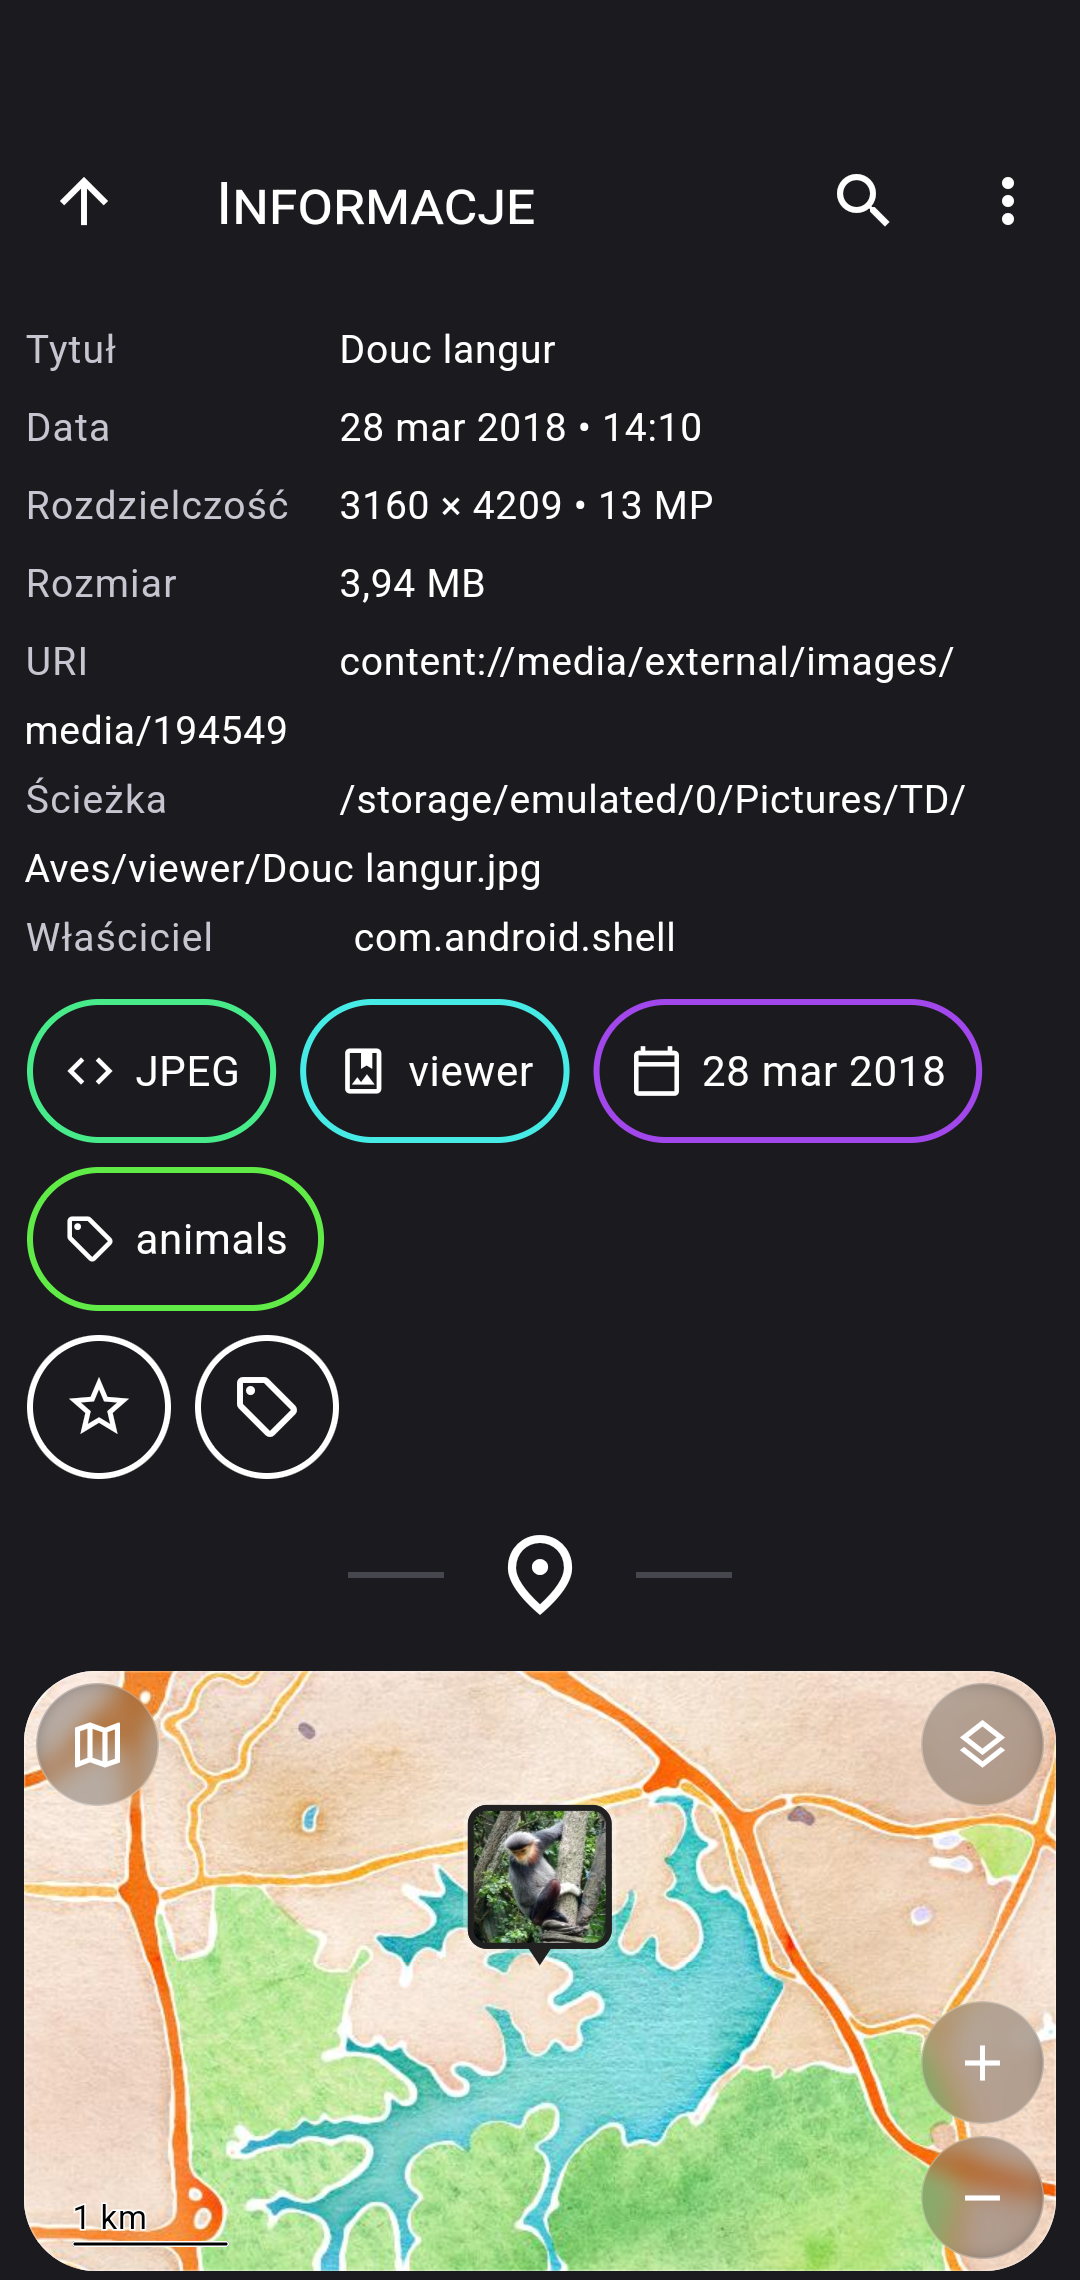 INFORMACJE
Tytuł Douc langur
Data 28 mar 2018 • 14:10
Rozdzielczość 3160 × 4209 • 13 MP
Rozmiar 3,94 MB
URI content://media/external/images/
media/194549
Ścieżka /storage/emulated/0/Pictures/TD/
Aves/viewer/Douc langur.jpg
Właściciel com.android.shell
JPEG viewer 28 mar 2018
animals
1 km